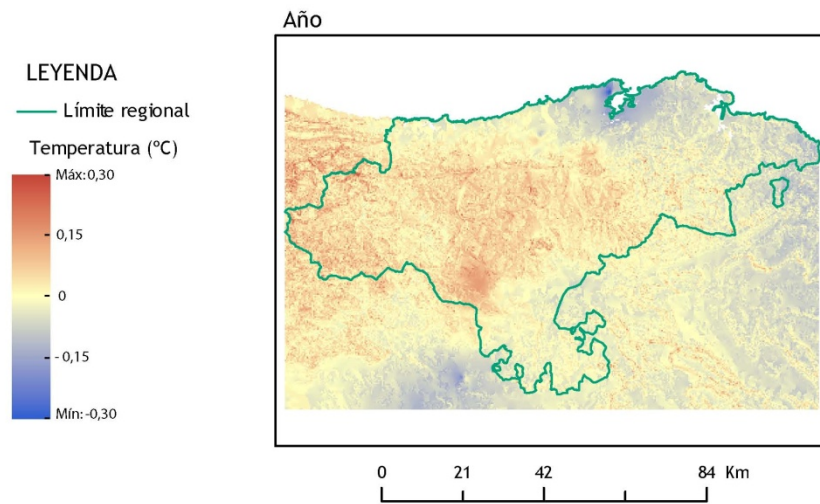 Año
LEYENDA
Límite regional
Temperatura (ºC)
Máx: 0,30
0,15
0
- 0,15
Mín: -0,30
0 21 42 84 Km